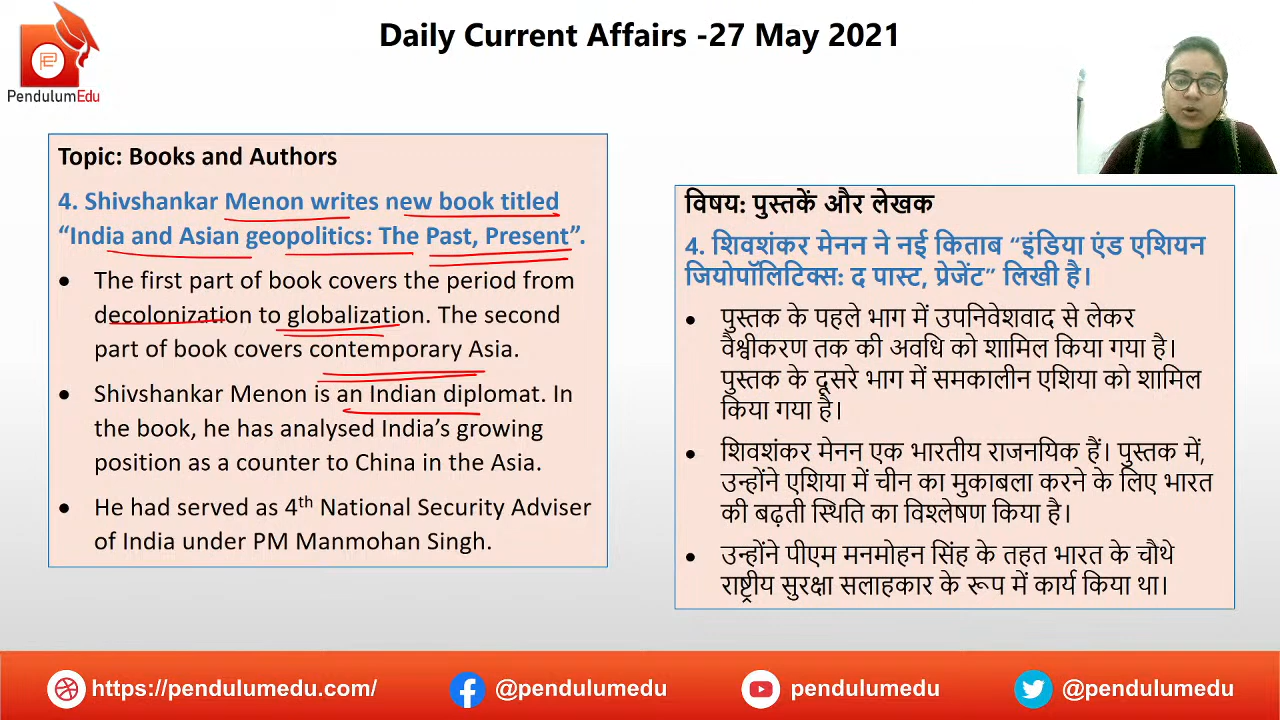 Daily Current Affairs -27 May 2021
PendulumEdu
Topic: Books and Authors
4. Shivshankar Menon writes new book titled
“India and Asian geopolitics: The Past, Present”.
• The first part of book covers the period from
decolonization to globalization. The second
part of book covers contemporary Asia.
• Shivshankar Menon is an Indian diplomat. In
the book, he has analysed India’s growing
position as a counter to China in the Asia.
• He had served as 4th National Security Adviser
of India under PM Manmohan Singh.
विषय: पुस्तकें और लेखक
4. शिवशंकर मेनन ने नई किताब “इंडिया एंड एशियन
जियोपॉलिटिक्स: द पास्ट, प्रेजेंट” लिखी है।
• पुस्तक के पहले भाग में उपनिवेशवाद से लेकर
वैश्वीकरण तक की अवधि को शामिल किया गया है।
पुस्तक के दूसरे भाग में समकालीन एशिया को शामिल
किया गया है।
• शिवशंकर मेनन एक भारतीय राजनयिक हैं। पुस्तक में,
उन्होंने एशिया में चीन का मुकाबला करने के लिए भारत
की बढ़ती स्थिति का विश्लेषण किया है।
• उन्होंने पीएम मनमोहन सिंह के तहत भारत के चौथे
राष्ट्रीय सुरक्षा सलाहकार के रूप में कार्य किया था।
https://pendulumedu.com/
@pendulumedu
pendulumedu
@pendulumedu